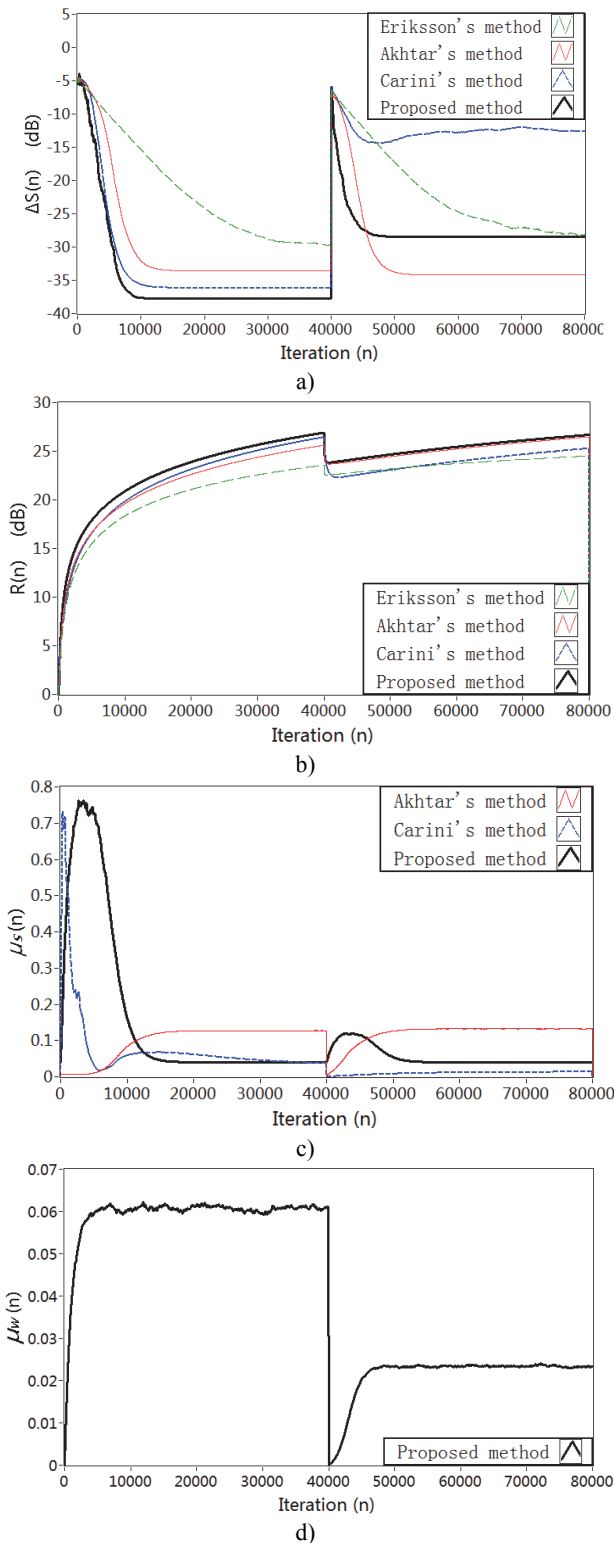 5
0
-5
-10
-15
-20
-25
-30
-35
-40
ΔS(n) (dB)
Eriksson's method
Akhtar's method
Carini's method
Proposed method
0 10000 20000 30000 40000 50000 60000 70000 80000
Iteration (n)
a)
30
25
20
15
10
5
0
R(n) (dB)
Eriksson's method
Akhtar's method
Carini's method
Proposed method
0 10000 20000 30000 40000 50000 60000 70000 80000
Iteration (n)
b)
0.8
0.7
0.6
0.4
0.3
0.2
0.1
0
μs(n)
Akhtar's method
Carini's method
Proposed method
0 10000 20000 30000 40000 50000 60000 70000 80000
Iteration (n)
c)
0.07
0.06
0.05
0.04
0.03
0.02
0.01
0
μw(n)
Proposed method
0 10000 20000 30000 40000 50000 60000 70000 80000
Iteration (n)
d)